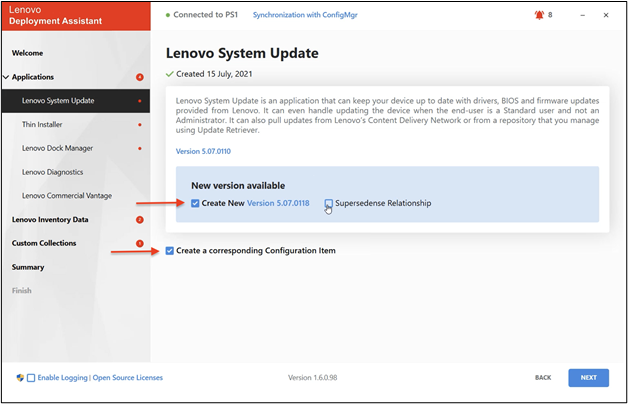 Lenovo
Deployment Assistant
Connected to PS1
Synchronization with ConfigMgr
8
Welcome
Applications
4
Lenovo System Update
Thin Installer
Lenovo Dock Manager
Lenovo Diagnostics
Lenovo Commercial Vantage
Lenovo Inventory Data
2
Custom Collections
1
Summary
Finish
Lenovo System Update
Created 15 July, 2021
Lenovo System Update is an application that can keep your device up to date with drivers, BIOS and firmware updates
provided from Lenovo. It can even handle updating the device when the end-user is a Standard user and not an
Administrator. It can also pull updates from Lenovo's Content Delivery Network or from a repository that you manage
using Update Retriever.
Version 5.07.0110
New version available
Create New Version 5.07.0118
Supersedense Relationship
Create a corresponding Configuration Item
Enable Logging | Open Source Licenses
Version 1.6.0.98
BACK
NEXT